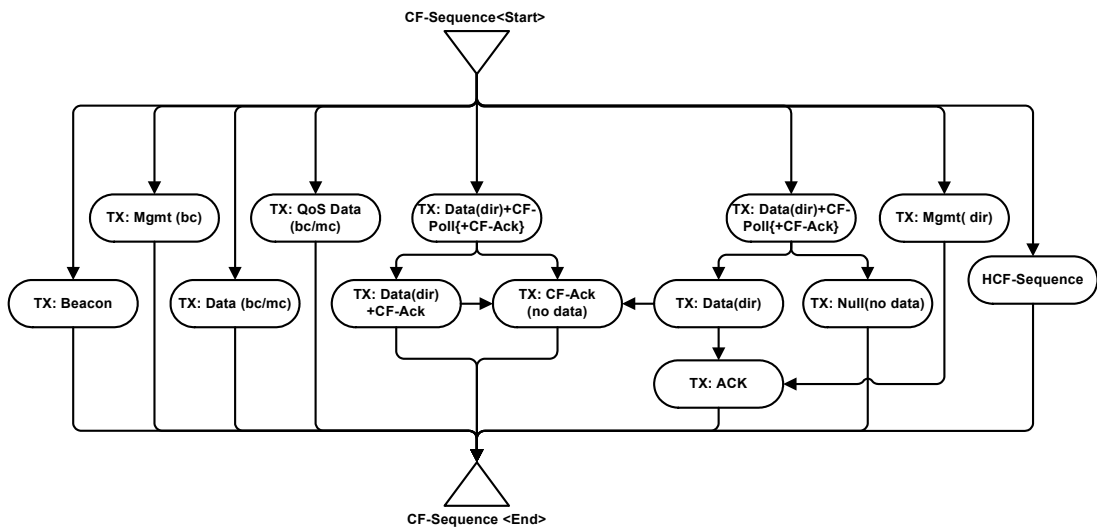 CF-Sequence<Start>
TX: Mgmt (bc)
TX: QoS Data
(bc/mc)
TX: Data(dir)+CF-
Poll{+CF-Ack}
TX: Data(dir)+CF-
Poll{+CF-Ack}
TX: Mgmt( dir)
HCF-Sequence
TX: Beacon
TX: Data (bc/mc)
TX: Data(dir)
+CF-Ack
TX: CF-Ack
(no data)
TX: Data(dir)
TX: Null(no data)
TX: ACK
CF-Sequence <End>